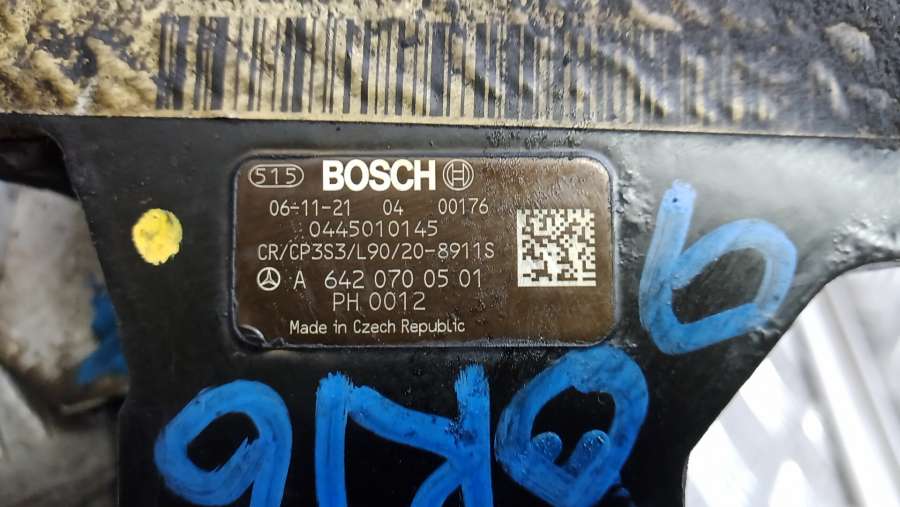 515 BOSCH
06-11-21 04 00176
0445010145
CR/CP3S3/L90/20-8911S
A 642 070 05 01
PH 0012
Made in Czech Republic